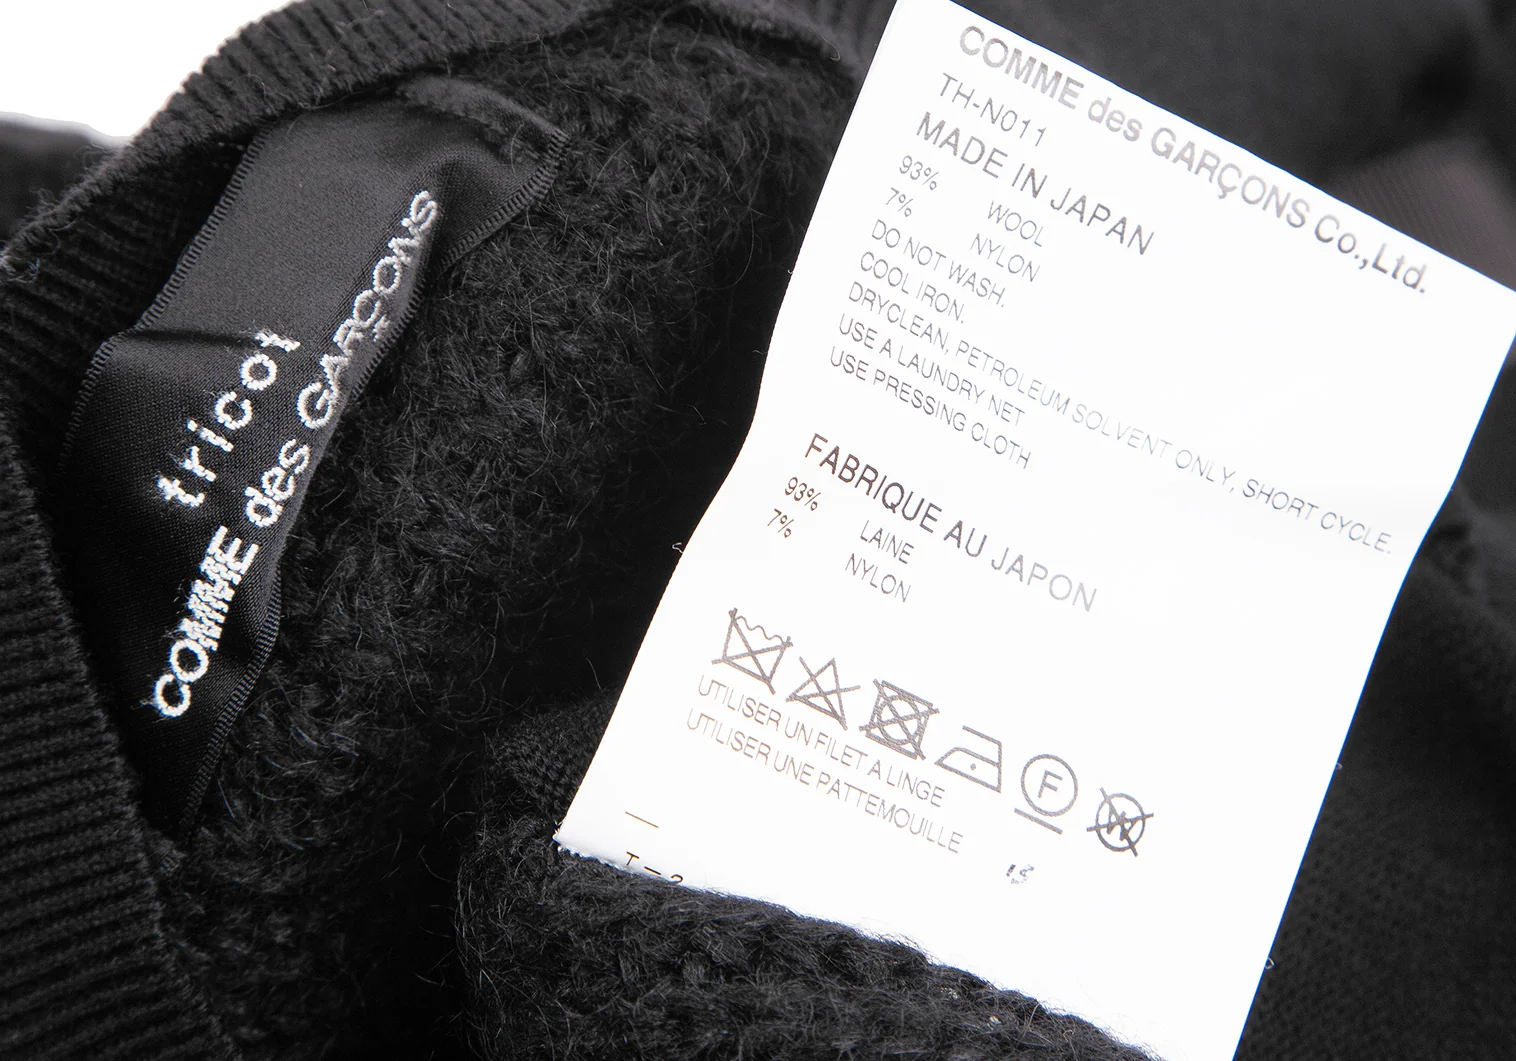 tricot
COMME des GARÇONS
COMME des GARÇONS Co.,Ltd.
TH-N011
MADE IN JAPAN
93% WOOL
7% NYLON
DO NOT WASH.
COOL IRON.
DRYCLEAN, PETROLEUM SOLVENT ONLY, SHORT CYCLE.
USE A LAUNDRY NET
USE PRESSING CLOTH
FABRIQUE AU JAPON
93% LAINE
7% NYLON
F
W
UTILISER UN FILET A LINGE
UTILISER UNE PATTEMOUILLE